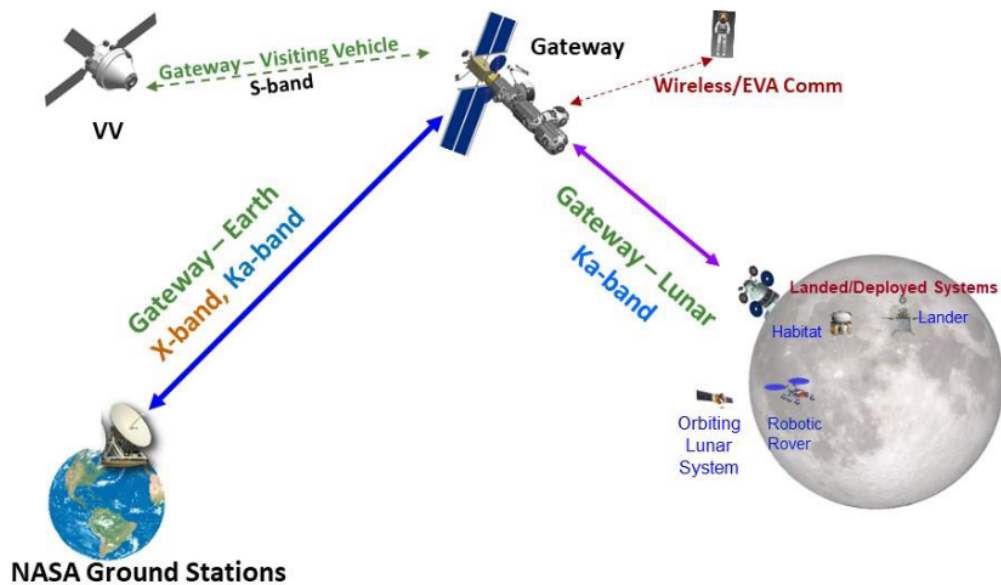 Gateway
Gateway – Visiting Vehicle
S-band
VV
Wireless/EVA Comm
Gateway – Earth
X-band, Ka-band
Gateway – Lunar
Ka-band
Landed/Deployed Systems
Habitat
Lander
Orbiting
Lunar
System
Robotic
Rover
NASA Ground Stations